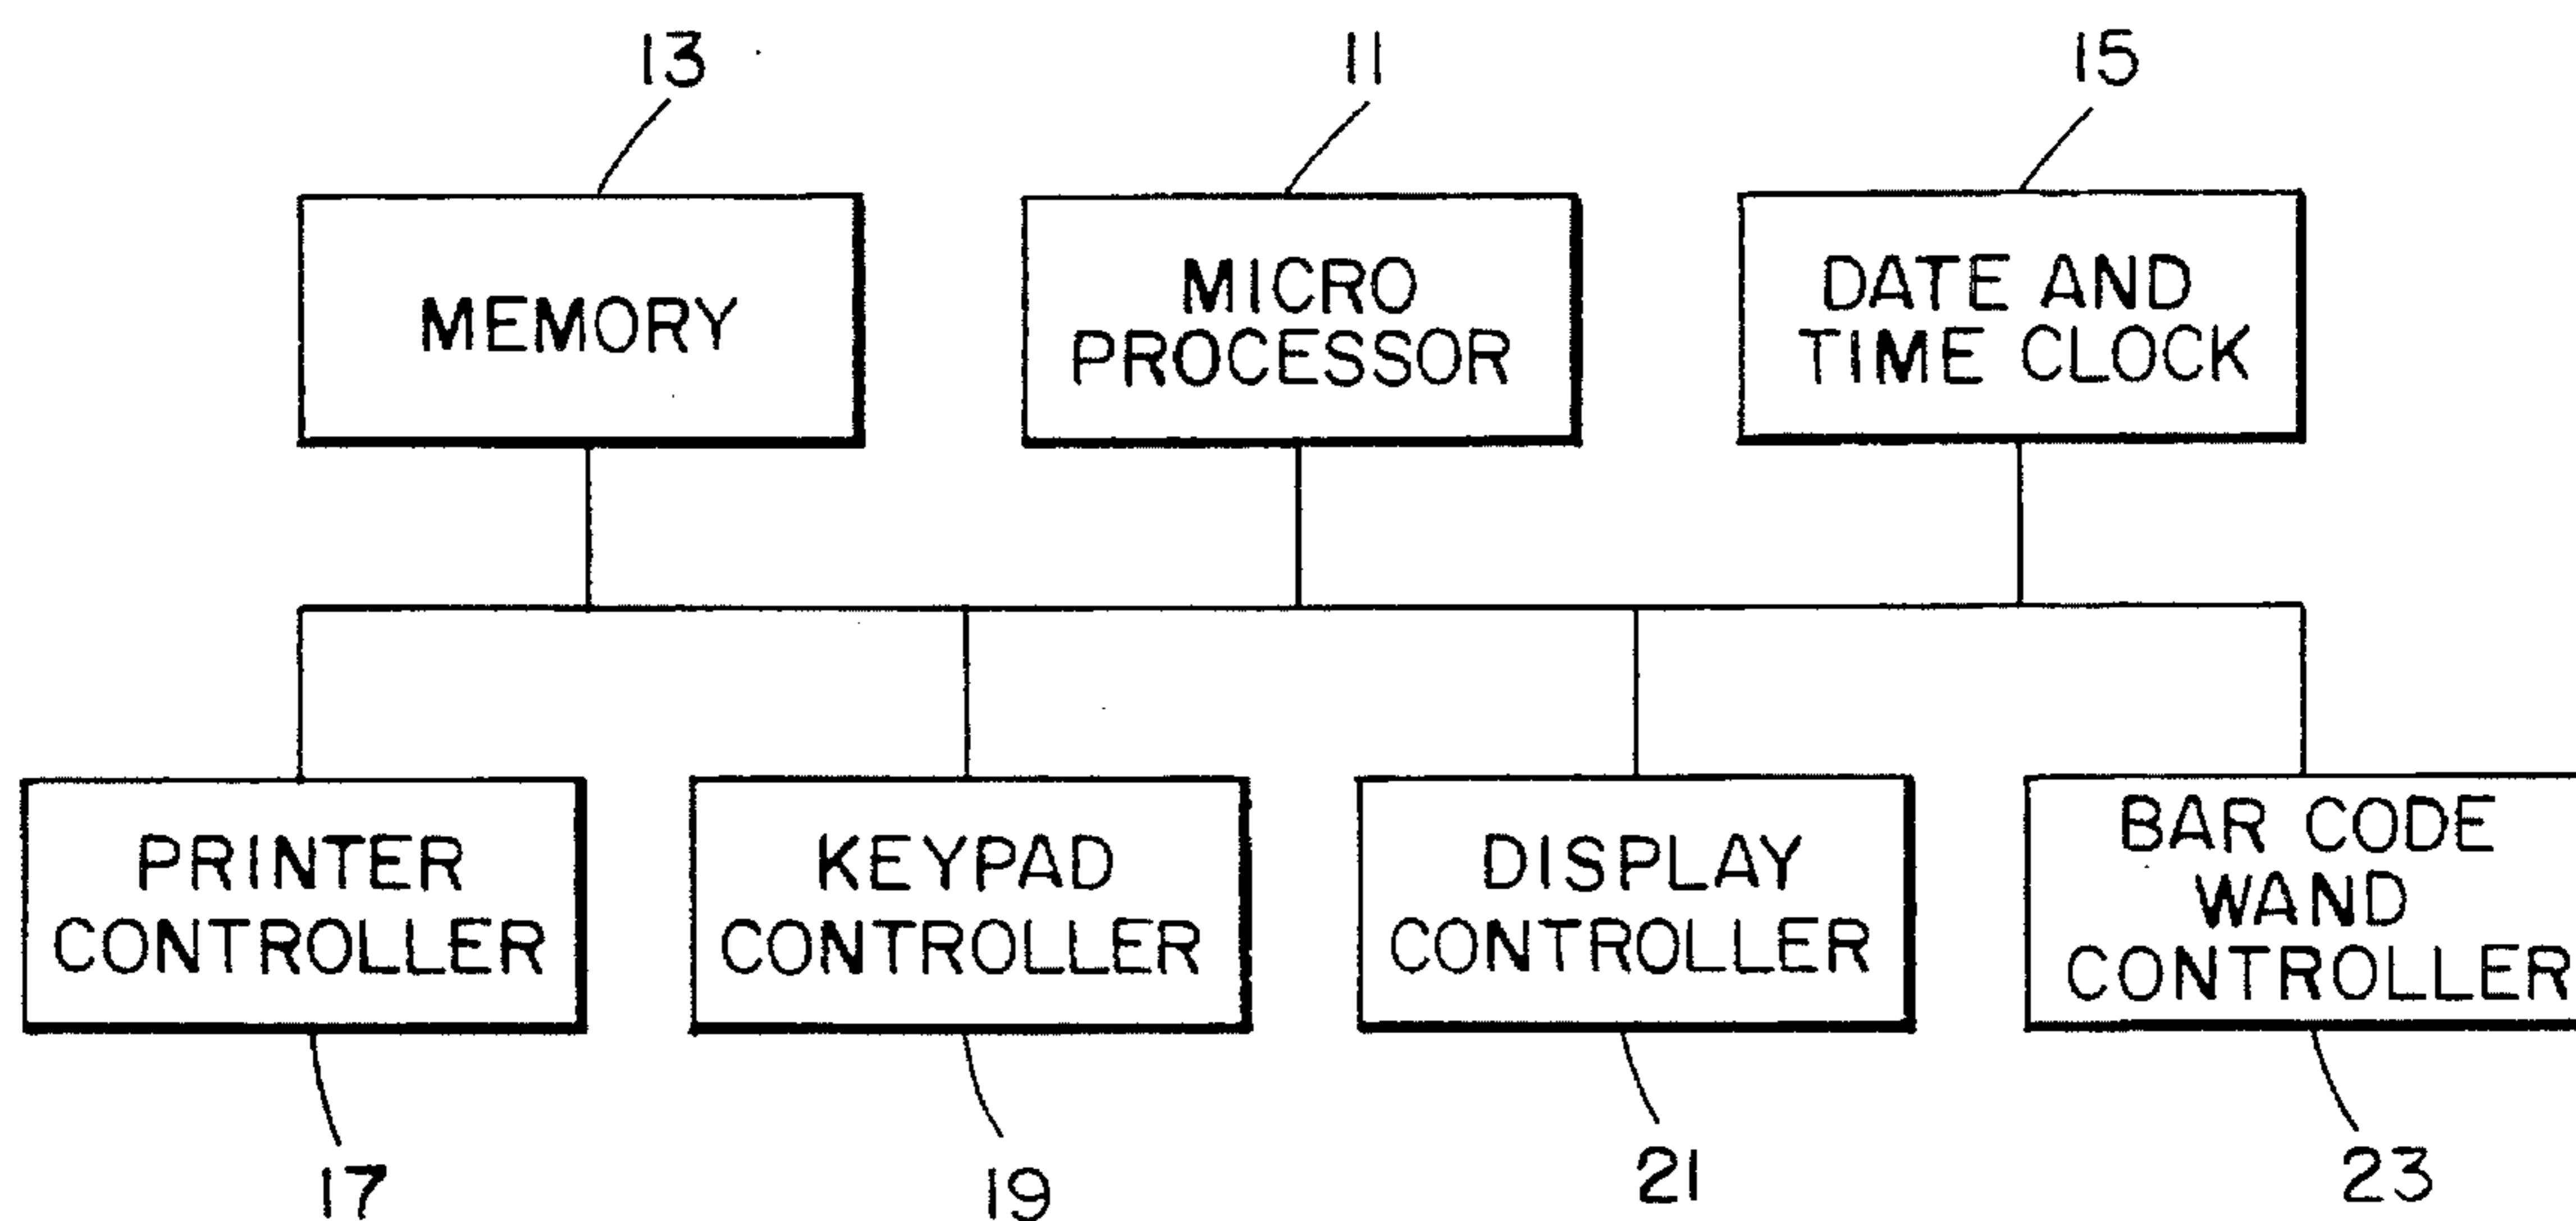 13
11
15
MEMORY
MICRO
PROCESSOR
DATE AND
TIME CLOCK
PRINTER
CONTROLLER
KEYPAD
CONTROLLER
DISPLAY
CONTROLLER
BAR CODE
WAND
CONTROLLER
17
19
21
23